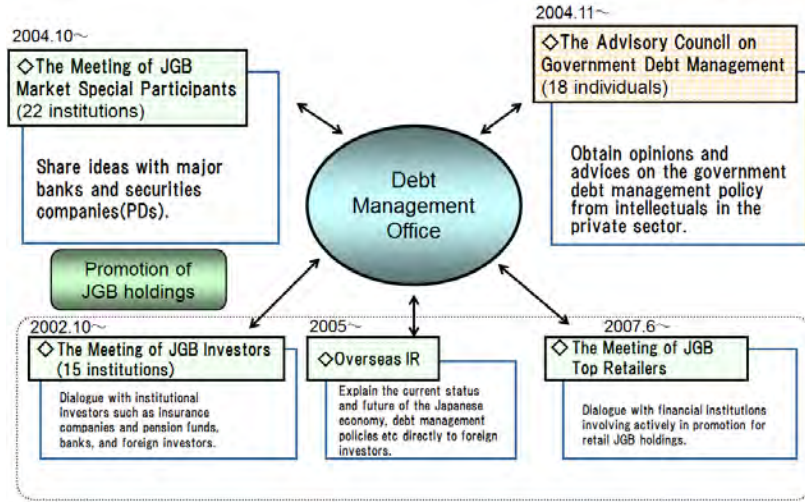 2004.10～
◇The Meeting of JGB
Market Special Participants
(22 institutions)
Share ideas with major
banks and securities
companies(PDs).
2004.11～
◇The Advisory Council on
Government Debt Management
(18 individuals)
Obtain opinions and
advices on the government
debt management policy
from intellectuals in the
private sector.
Debt
Management
Office
Promotion of
JGB holdings
2002.10～
◇The Meeting of JGB Investors
(15 institutions)
Dialogue with institutional
investors such as insurance
companies and pension funds,
banks, and foreign investors.
2005～
◇Overseas IR
Explain the current status
and future of the Japanese
economy, debt management
policies etc directly to foreign
investors.
2007.6～
◇The Meeting of JGB
Top Retailers
Dialogue with financial institutions
involving actively in promotion for
retail JGB holdings.